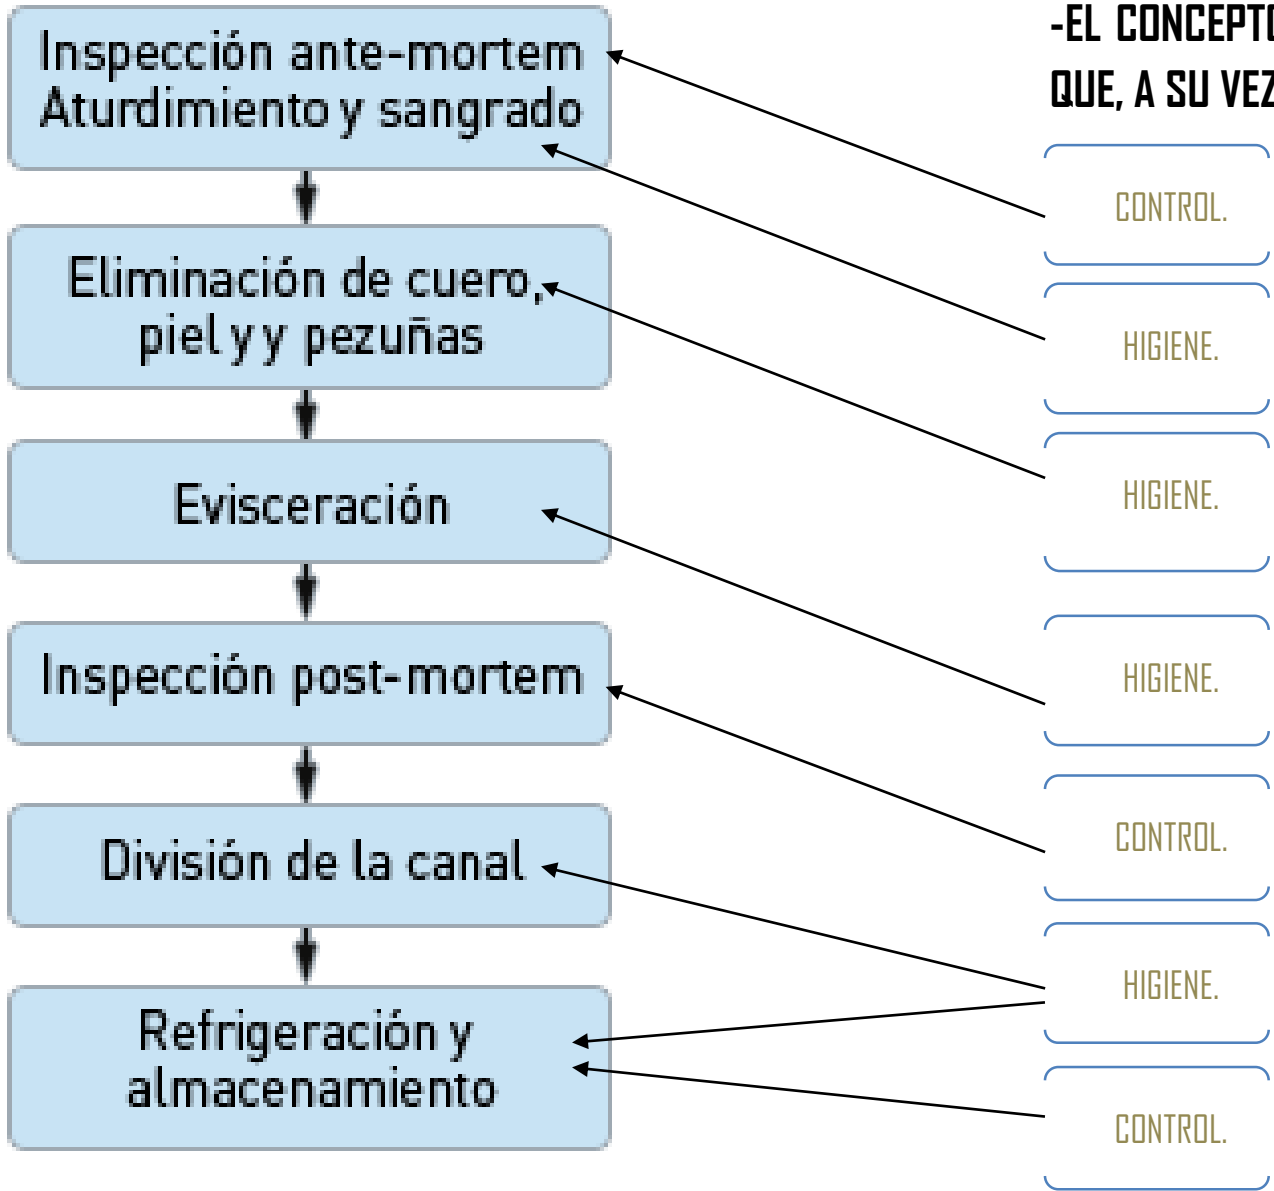 Inspección ante-mortem
Aturdimiento y sangrado
Eliminación de cuero,
piel y y pezuñas
Evisceración
Inspección post-mortem
División de la canal
Refrigeración y
almacenamiento
-EL CONCEPTO
QUE, A SU VEZ
CONTROL.
HIGIENE.
HIGIENE.
HIGIENE.
CONTROL.
HIGIENE.
CONTROL.